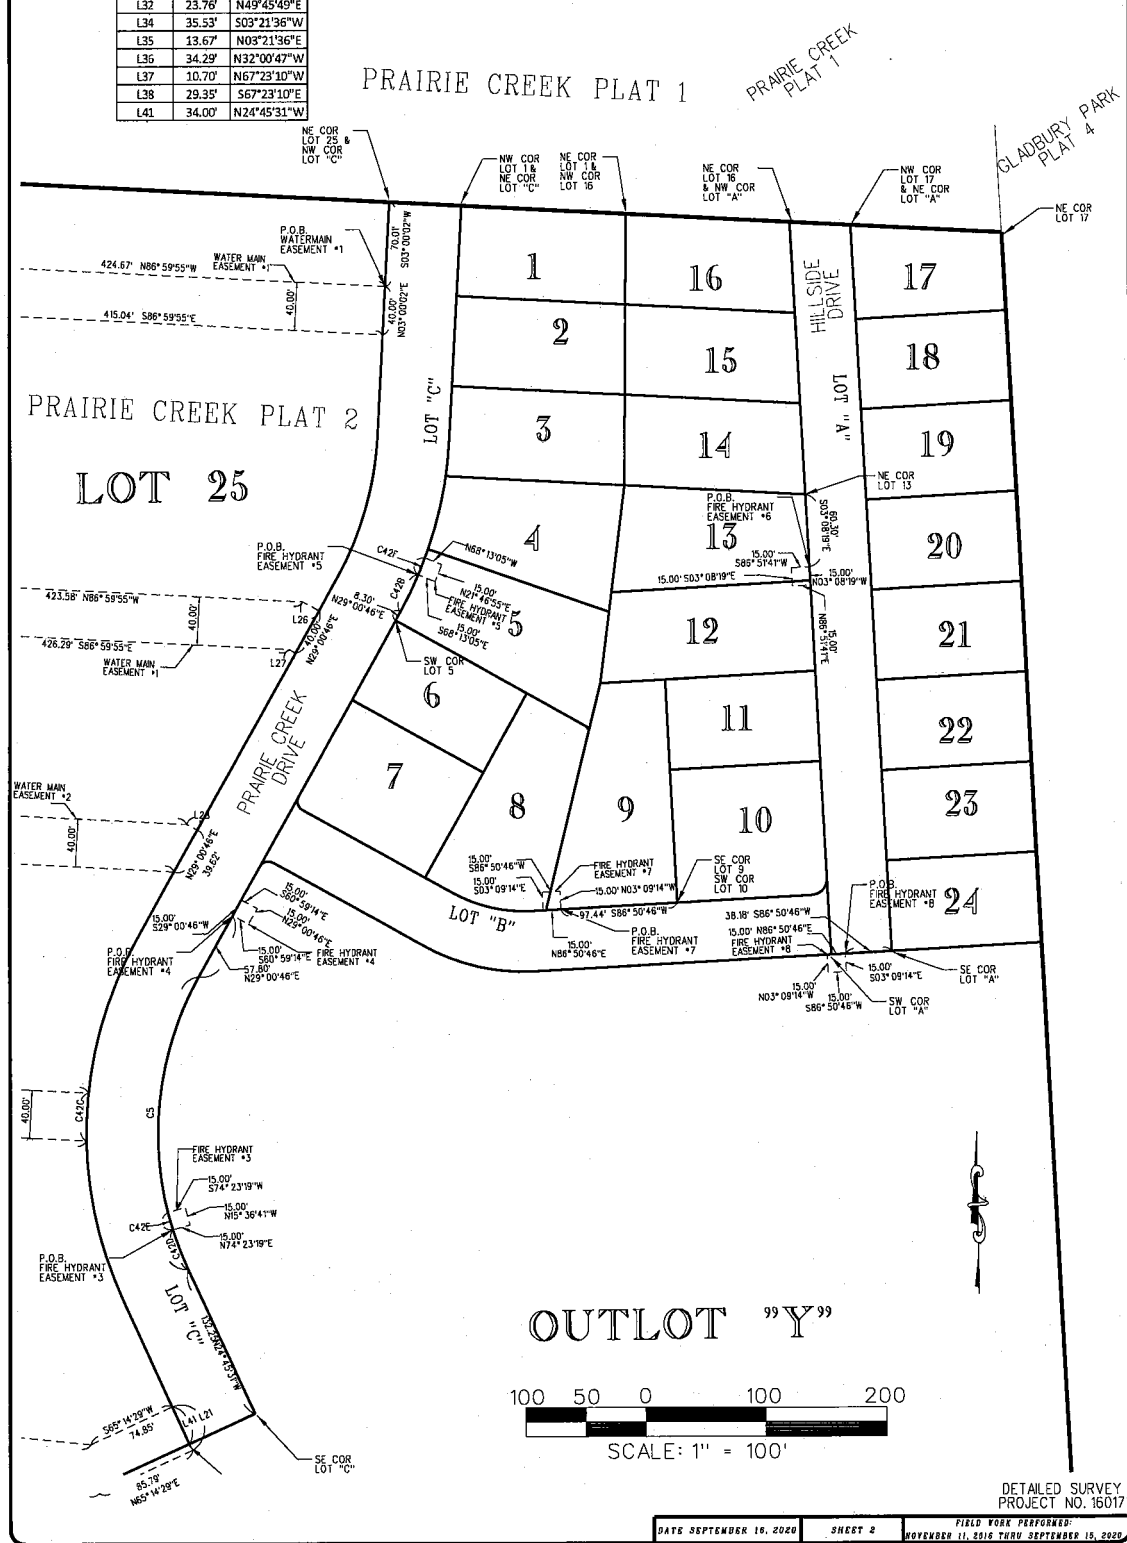 L32 23.76' N49°45'49"E
L34 35.53' S03°21'36"W
L35 13.67' N03°21'36"E
L36 34.29' N32°00'47"W
L37 10.70' N67°23'10"W
L38 29.35' S67°23'10"E
L41 34.00' N24°45'31"W
PRAIRIE CREEK PLAT 1
PRAIRIE CREEK
PLAT 1
GLADBURY PARK
PLAT 4
NE COR
LOT 25 &
NW COR
LOT "C"
NW COR
LOT 1 &
NE COR
LOT "C"
NE COR
LOT 1 &
NW COR
LOT 16
NE COR
LOT 16
& NW COR
LOT "A"
NW COR
LOT 17
& NE COR
LOT "A"
NE COR
LOT 17
P.O.B.
WATERMAIN
EASEMENT #1
70.01'
S03°00'02"W
WATER MAIN
EASEMENT #1
424.67' N86°59'55"W
40.00'
415.04' S86°59'55"E
40.00'
N03°00'02"E
1
16
HILLSIDE
DRIVE
17
2
15
18
LOT "C"
LOT "A"
PRAIRIE CREEK PLAT 2
3
14
19
LOT 25
NE COR
LOT 13
P.O.B.
FIRE HYDRANT
EASEMENT #6
60.30'
S03°08'19"E
4
13
20
P.O.B.
FIRE HYDRANT
EASEMENT #5
C42F
N68°13'05"W
15.00'
S86°51'41"W
15.00' S03°08'19"E
15.00'
N03°08'19"W
15.00'
N86°51'41"E
C42B
8.30'
N29°00'46"E
15.00'
N21°46'55"E
FIRE HYDRANT
EASEMENT #5
15.00'
S68°13'05"E
5
423.58' N86°59'55"W
40.00'
L26
40.00'
N29°00'46"E
426.29' S86°59'55"E
L27
WATER MAIN
EASEMENT #1
SW COR
LOT 5
12
21
6
11
22
PRAIRIE CREEK
DRIVE
7
8
9
10
23
WATER MAIN
EASEMENT #2
40.00'
N29°00'46"E
39.62'
15.00'
S86°50'46"W
15.00'
S03°09'14"E
FIRE HYDRANT
EASEMENT #7
15.00' N03°09'14"W
SE COR
LOT 9
SW COR
LOT 10
97.44' S86°50'46"W
LOT "B"
15.00'
N86°50'46"E
P.O.B.
FIRE HYDRANT
EASEMENT #7
38.18' S86°50'46"W
15.00' N86°50'46"E
FIRE HYDRANT
EASEMENT #8
P.O.B.
FIRE HYDRANT
EASEMENT #8
24
15.00'
S60°59'14"E
15.00'
N29°00'46"E
15.00'
S29°00'46"W
P.O.B.
FIRE HYDRANT
EASEMENT #4
15.00'
S60°59'14"E
FIRE HYDRANT
EASEMENT #4
57.80'
N29°00'46"E
15.00'
N03°09'14"W
15.00'
S86°50'46"W
15.00'
S03°09'14"E
SE COR
LOT "A"
SW COR
LOT "A"
40.00'
C42C
C5
FIRE HYDRANT
EASEMENT #3
15.00'
S74°23'19"W
15.00'
N15°36'41"W
C42E
15.00'
N74°23'19"E
C42D
P.O.B.
FIRE HYDRANT
EASEMENT #3
LOT "C"
132.25' N24°45'31"W
OUTLOT "Y"
100 50 0 100 200
SCALE: 1" = 100'
S65°14'29"W
74.85'
L41 L21
85.79'
N65°14'29"E
SE COR
LOT "C"
DETAILED SURVEY
PROJECT NO. 16017
DATE SEPTEMBER 16, 2020
SHEET 2
FIELD WORK PERFORMED:
NOVEMBER 11, 2016 THRU SEPTEMBER 15, 2020